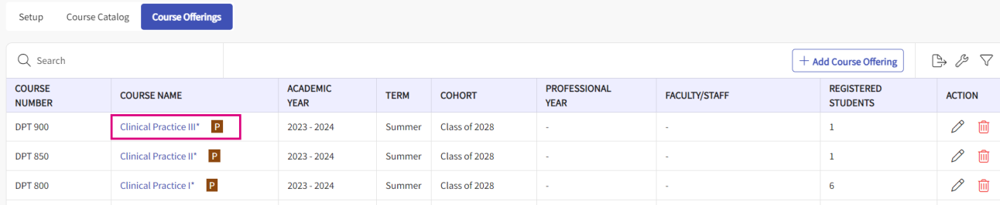 Setup Course Catalog Course Offerings
Search + Add Course Offering
COURSE NUMBER COURSE NAME ACADEMIC YEAR TERM COHORT PROFESSIONAL YEAR FACULTY/STAFF REGISTERED STUDENTS ACTION
DPT 900 Clinical Practice III* P 2023 - 2024 Summer Class of 2028 - - 1
DPT 850 Clinical Practice II* P 2023 - 2024 Summer Class of 2028 - - 1
DPT 800 Clinical Practice I* P 2023 - 2024 Summer Class of 2028 - - 6